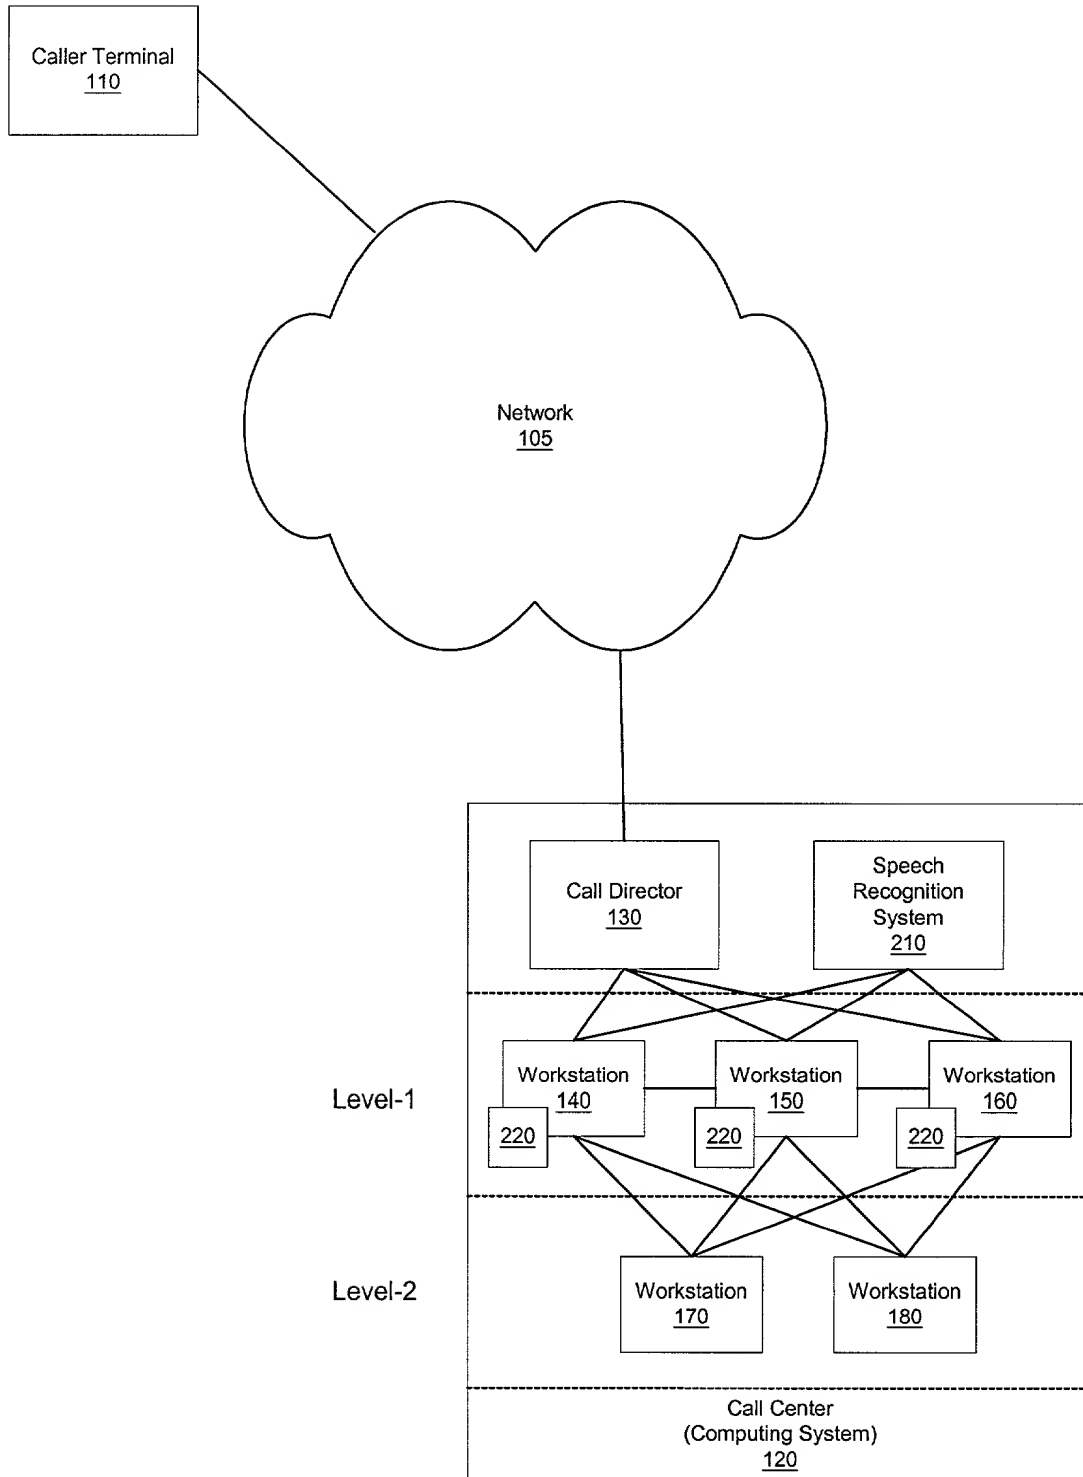 Caller Terminal
110
Network
105
Call Director
130
Speech
Recognition
System
210
Level-1
Workstation
140
220
Workstation
150
220
Workstation
160
220
Level-2
Workstation
170
Workstation
180
Call Center
(Computing System)
120